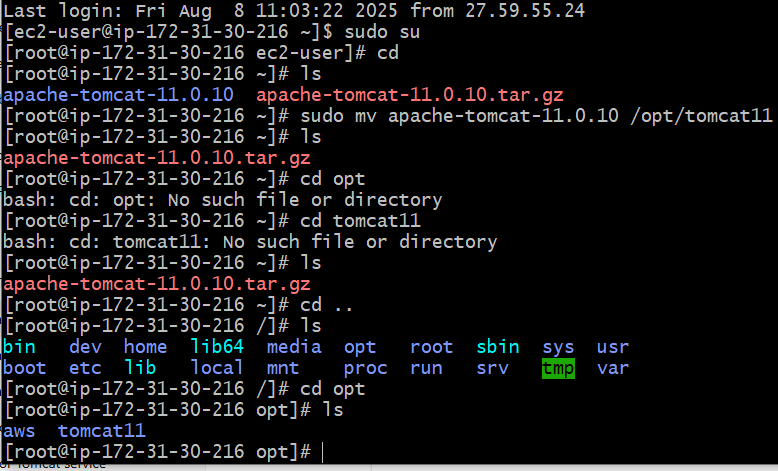 Last login: Fri Aug  8 11:03:22 2025 from 27.59.55.24
[ec2-user@ip-172-31-30-216 ~]$ sudo su
[root@ip-172-31-30-216 ec2-user]# cd
[root@ip-172-31-30-216 ~]# ls
apache-tomcat-11.0.10  apache-tomcat-11.0.10.tar.gz
[root@ip-172-31-30-216 ~]# sudo mv apache-tomcat-11.0.10 /opt/tomcat11
[root@ip-172-31-30-216 ~]# ls
apache-tomcat-11.0.10.tar.gz
[root@ip-172-31-30-216 ~]# cd opt
bash: cd: opt: No such file or directory
[root@ip-172-31-30-216 ~]# cd tomcat11
bash: cd: tomcat11: No such file or directory
[root@ip-172-31-30-216 ~]# ls
apache-tomcat-11.0.10.tar.gz
[root@ip-172-31-30-216 ~]# cd ..
[root@ip-172-31-30-216 /]# ls
bin   dev  home  lib64  media  opt   root  sbin  sys  usr
boot  etc  lib   local  mnt    proc  run   srv   tmp  var
[root@ip-172-31-30-216 /]# cd opt
[root@ip-172-31-30-216 opt]# ls
aws  tomcat11
[root@ip-172-31-30-216 opt]#
or Tomcat service